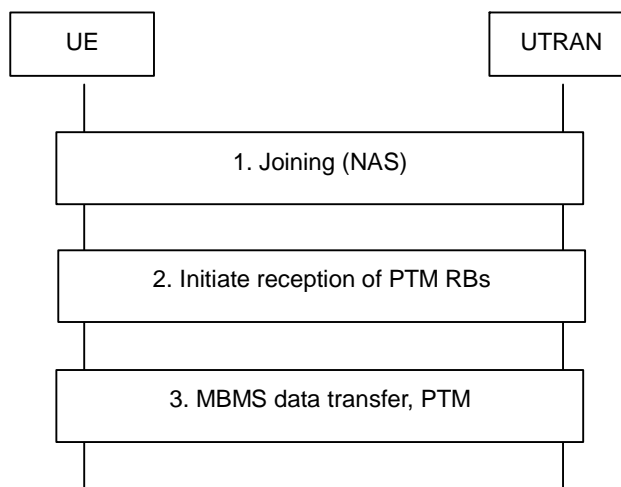 UE
UTRAN
1. Joining (NAS)
2. Initiate reception of PTM RBs
3. MBMS data transfer, PTM